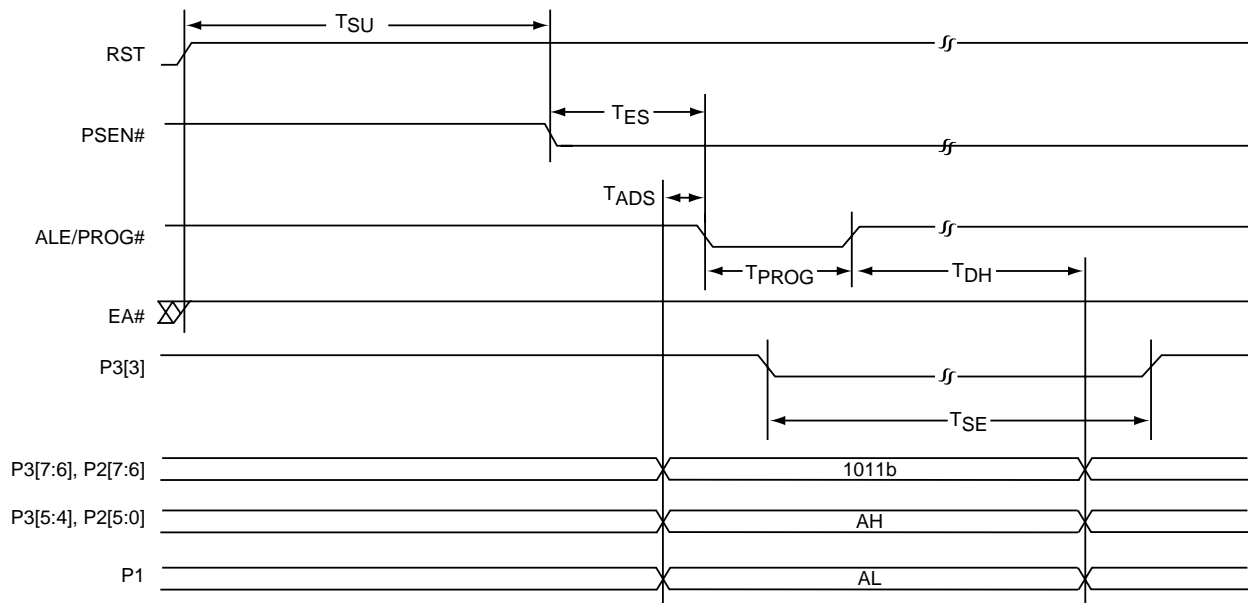 TSU
RST
TES
PSEN#
TADS
ALE/PROG#
TPROG
TDH
EA#
P3[3]
TSE
P3[7:6], P2[7:6]
1011b
P3[5:4], P2[5:0]
AH
P1
AL